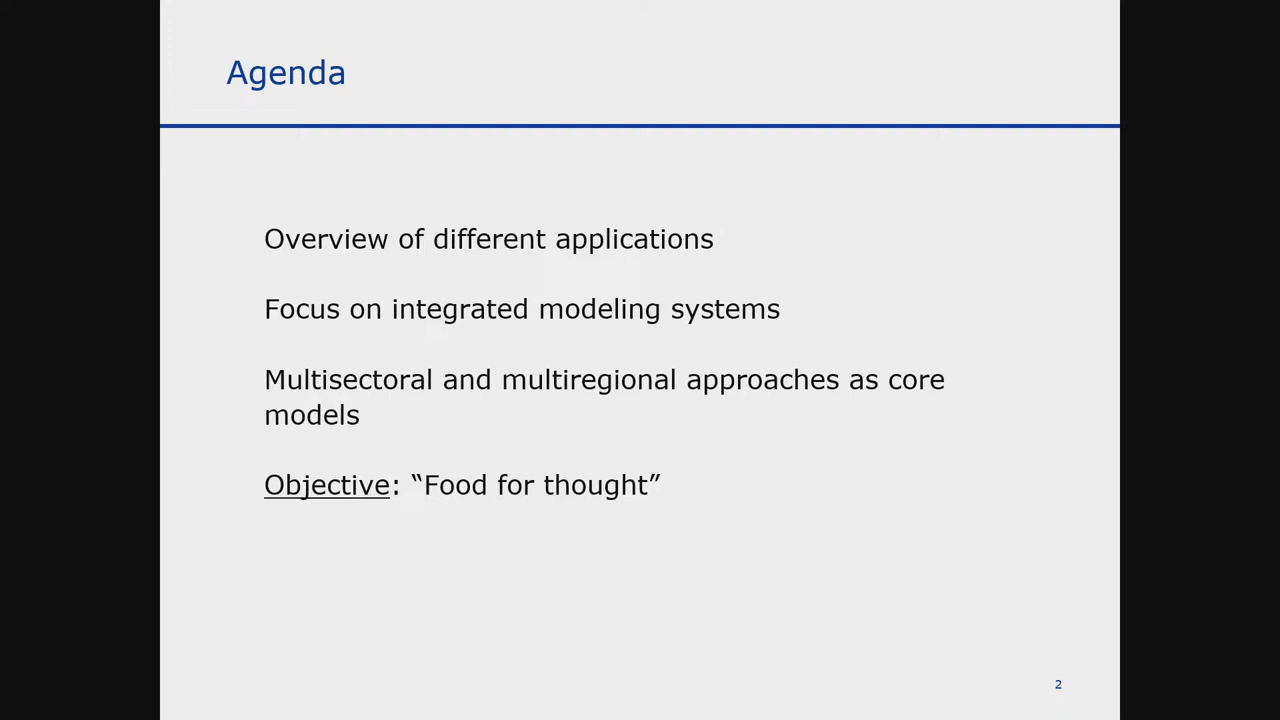 Agenda
Overview of different applications
Focus on integrated modeling systems
Multisectoral and multiregional approaches as core
models
Objective: “Food for thought”
2